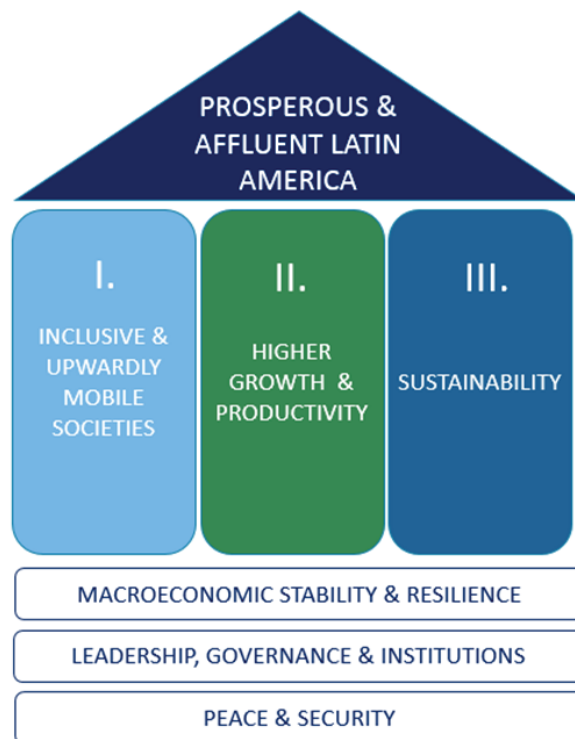 PROSPEROUS &
AFFLUENT LATIN
AMERICA
I.
INCLUSIVE &
UPWARDLY
MOBILE
SOCIETIES
II.
HIGHER
GROWTH &
PRODUCTIVITY
III.
SUSTAINABILITY
MACROECONOMIC STABILITY & RESILIENCE
LEADERSHIP, GOVERNANCE & INSTITUTIONS
PEACE & SECURITY